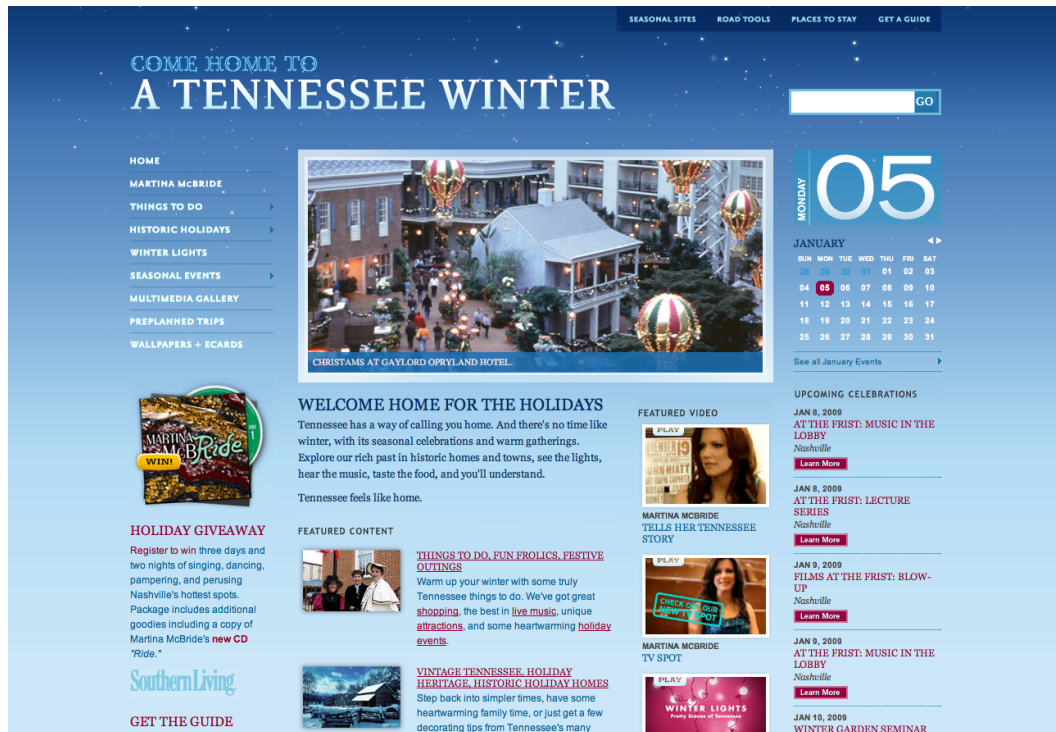 SEASONAL SITES ROAD TOOLS PLACES TO STAY GET A GUIDE
COME HOME TO
A TENNESSEE WINTER
GO
HOME
MARTINA McBRIDE
THINGS TO DO
HISTORIC HOLIDAYS
WINTER LIGHTS
SEASONAL EVENTS
MULTIMEDIA GALLERY
PREPLANNED TRIPS
WALLPAPERS + ECARDS
MARTINA
McBRIDE
Ride
WIN!
1
HOLIDAY GIVEAWAY
Register to win three days and
two nights of singing, dancing,
pampering, and perusing
Nashville's hottest spots.
Package includes additional
goodies including a copy of
Martina McBride's new CD
"Ride."
Southern Living
GET THE GUIDE
CHRISTAMS AT GAYLORD OPRYLAND HOTEL.
WELCOME HOME FOR THE HOLIDAYS
Tennessee has a way of calling you home. And there's no time like
winter, with its seasonal celebrations and warm gatherings.
Explore our rich past in historic homes and towns, see the lights,
hear the music, taste the food, and you'll understand.
Tennessee feels like home.
FEATURED CONTENT
THINGS TO DO, FUN FROLICS, FESTIVE
OUTINGS
Warm up your winter with some truly
Tennessee things to do. We've got great
shopping, the best in live music, unique
attractions, and some heartwarming holiday
events.
VINTAGE TENNESSEE, HOLIDAY
HERITAGE, HISTORIC HOLIDAY HOMES
Step back into simpler times, have some
heartwarming family time, or just get a few
decorating tips from Tennessee's many
FEATURED VIDEO
PLAY
JOHN HIATT
MARTINA MCBRIDE
TELLS HER TENNESSEE
STORY
PLAY
CHECK OUT OUR
NEW TV SPOT
MARTINA MCBRIDE
TV SPOT
PLAY
WINTER LIGHTS
Pretty Scenes of Tennessee
MONDAY
05
JANUARY
SUN MON TUE WED THU FRI SAT
28 29 30 31 01 02 03
04 05 06 07 08 09 10
11 12 13 14 15 16 17
18 19 20 21 22 23 24
25 26 27 28 29 30 31
See all January Events
UPCOMING CELEBRATIONS
JAN 8, 2009
AT THE FRIST: MUSIC IN THE
LOBBY
Nashville
Learn More
JAN 8, 2009
AT THE FRIST: LECTURE
SERIES
Nashville
Learn More
JAN 9, 2009
FILMS AT THE FRIST: BLOW-
UP
Nashville
Learn More
JAN 9, 2009
AT THE FRIST: MUSIC IN THE
LOBBY
Nashville
Learn More
JAN 10, 2009
WINTER GARDEN SEMINAR